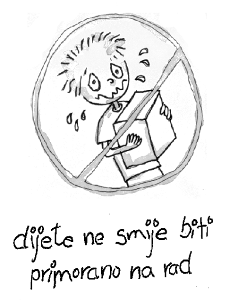 dijete ne smije biti
primorano na rad